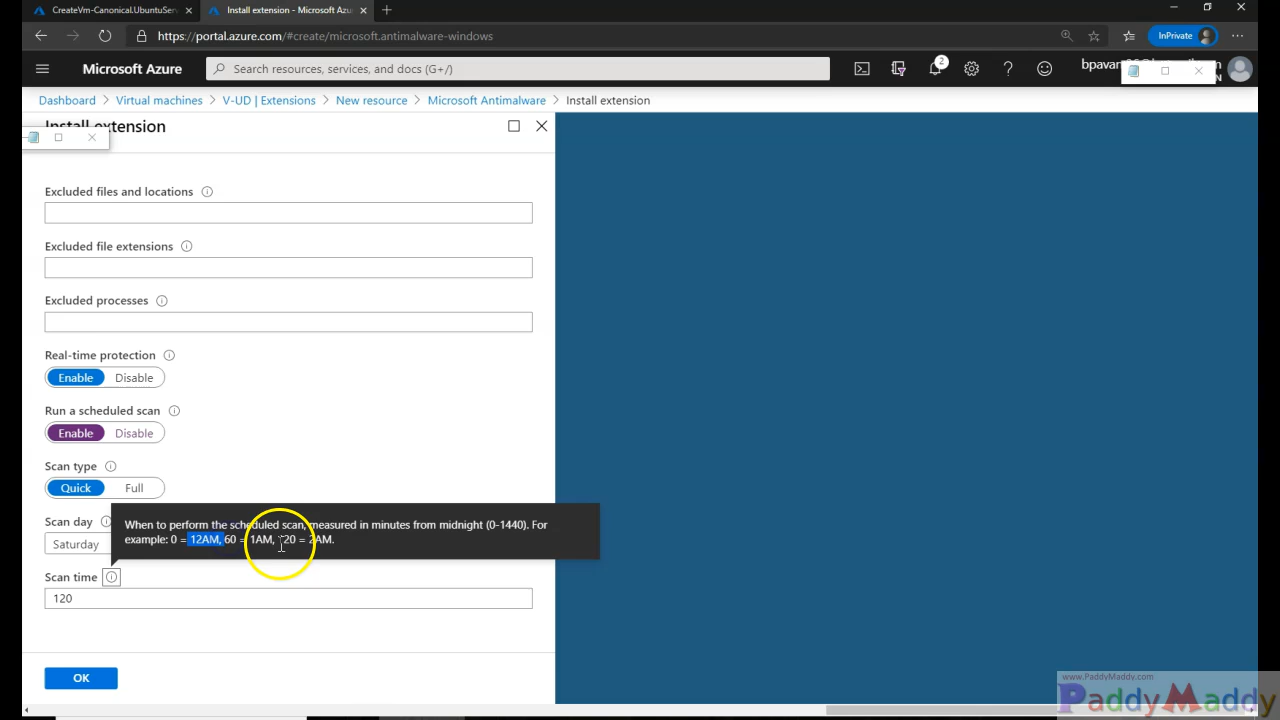 CreateVm-Canonical.UbuntuServ
Install extension - Microsoft Azu
https://portal.azure.com/#create/microsoft.antimalware-windows
InPrivate
Microsoft Azure
Search resources, services, and docs (G+/)
2
Dashboard > Virtual machines > V-UD | Extensions > New resource > Microsoft Antimalware > Install extension
Install extension
Excluded files and locations
Excluded file extensions
Excluded processes
Real-time protection
Enable Disable
Run a scheduled scan
Enable Disable
Scan type
Quick Full
When to perform the scheduled scan, measured in minutes from midnight (0-1440). For
example: 0 = 12AM, 60 = 1AM, 120 = 2AM.
Scan day
Saturday
Scan time
120
OK
www.PaddyMaddy.com
PaddyMaddy